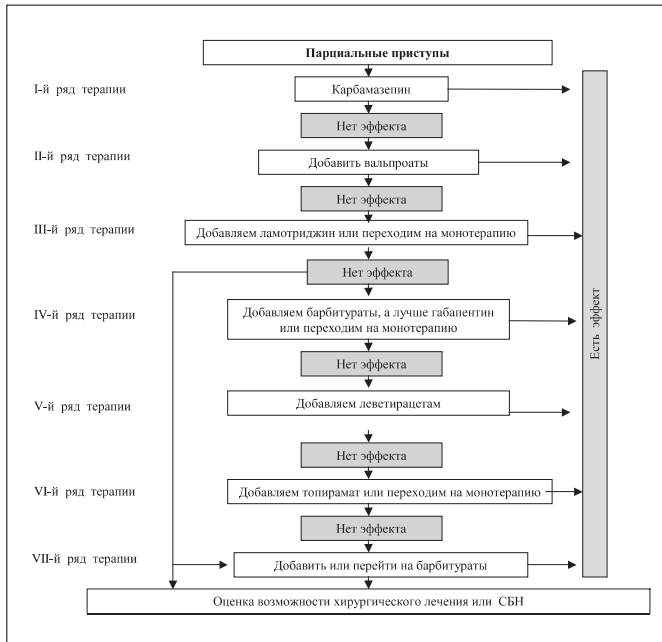 Парциальные приступы
I-й ряд терапии
Карбамазепин
Нет эффекта
II-й ряд терапии
Добавить вальпроаты
Нет эффекта
III-й ряд терапии
Добавляем ламотриджин или переходим на монотерапию
Нет эффекта
IV-й ряд терапии
Добавляем барбитураты, а лучше габапентин
или переходим на монотерапию
Есть эффект
Нет эффекта
V-й ряд терапии
Добавляем леветирацетам
Нет эффекта
VI-й ряд терапии
Добавляем топирамат или переходим на монотерапию
Нет эффекта
VII-й ряд терапии
Добавить или перейти на барбитураты
Оценка возможности хирургического лечения или СБН